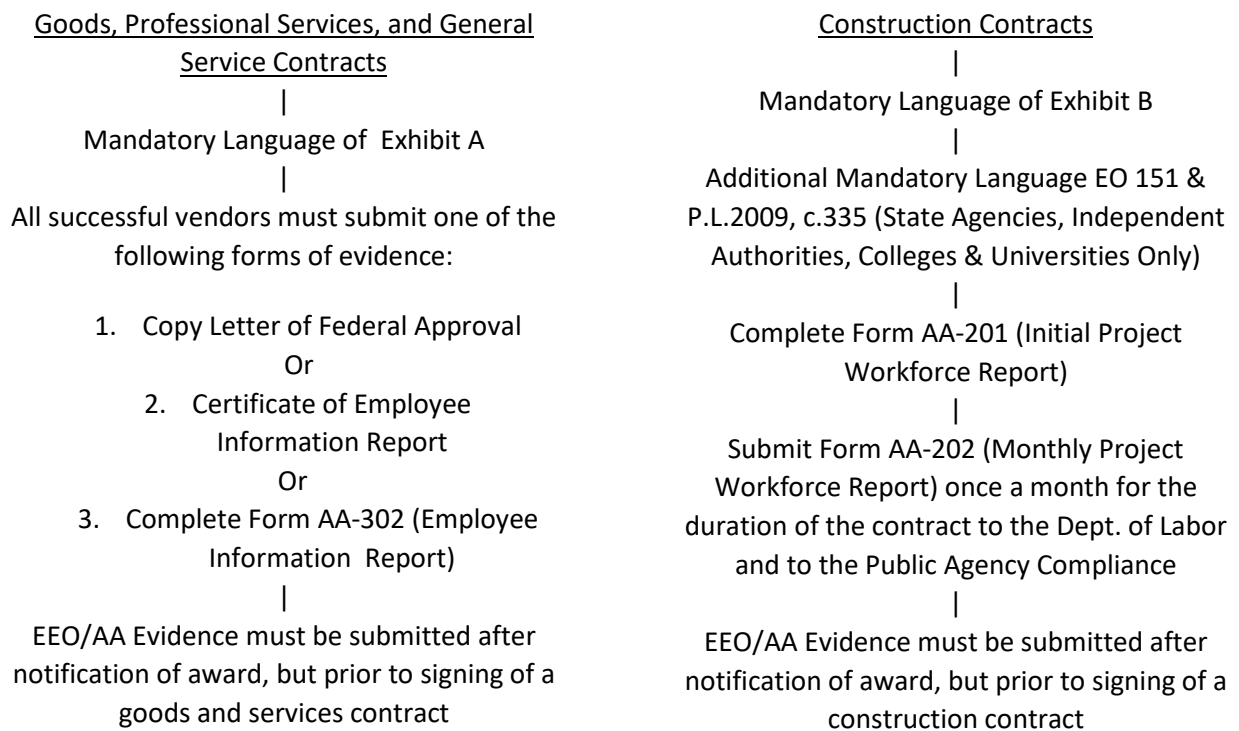 Goods, Professional Services, and General
Service Contracts
|
Mandatory Language of Exhibit A
|
All successful vendors must submit one of the
following forms of evidence:
1. Copy Letter of Federal Approval
Or
2. Certificate of Employee
Information Report
Or
3. Complete Form AA-302 (Employee
Information Report)
|
EEO/AA Evidence must be submitted after
notification of award, but prior to signing of a
goods and services contract
Construction Contracts
|
Mandatory Language of Exhibit B
|
Additional Mandatory Language EO 151 &
P.L.2009, c.335 (State Agencies, Independent
Authorities, Colleges & Universities Only)
|
Complete Form AA-201 (Initial Project
Workforce Report)
|
Submit Form AA-202 (Monthly Project
Workforce Report) once a month for the
duration of the contract to the Dept. of Labor
and to the Public Agency Compliance
|
EEO/AA Evidence must be submitted after
notification of award, but prior to signing of a
construction contract